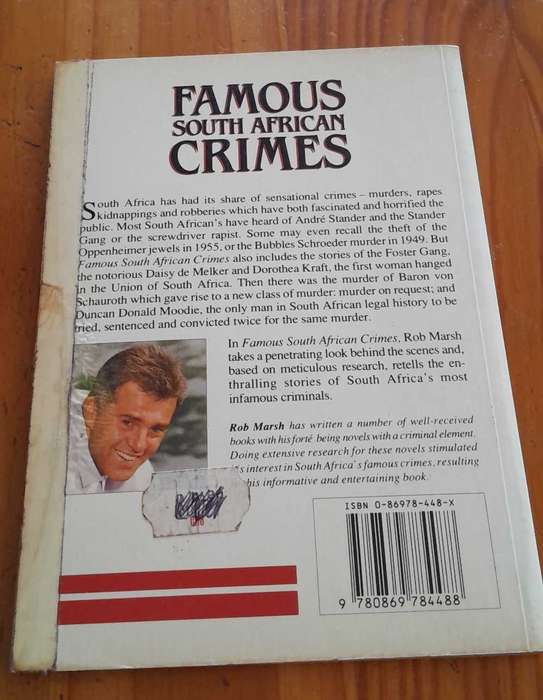 FAMOUS
SOUTH AFRICAN
CRIMES
South Africa has had its share of sensational crimes – murders, rapes
kidnappings and robberies which have both fascinated and horrified the
public. Most South African's have heard of André Stander and the Stander
Gang or the screwdriver rapist. Some may even recall the theft of the
Oppenheimer jewels in 1955, or the Bubbles Schroeder murder in 1949. But
Famous South African Crimes also includes the stories of the Foster Gang,
the notorious Daisy de Melker and Dorothea Kraft, the first woman hanged
in the Union of South Africa. Then there was the murder of Baron von
Schauroth which gave rise to a new class of murder: murder on request; and
Duncan Donald Moodie, the only man in South African legal history to be
tried, sentenced and convicted twice for the same murder.
In Famous South African Crimes, Rob Marsh
takes a penetrating look behind the scenes and,
based on meticulous research, retells the en-
thralling stories of South Africa's most
infamous criminals.
Rob Marsh has written a number of well-received
books with his forté being novels with a criminal element.
Doing extensive research for these novels stimulated
interest in South Africa's famous crimes, resulting
this informative and entertaining book.
ISBN 0-86978-448-X
9 780869 784488